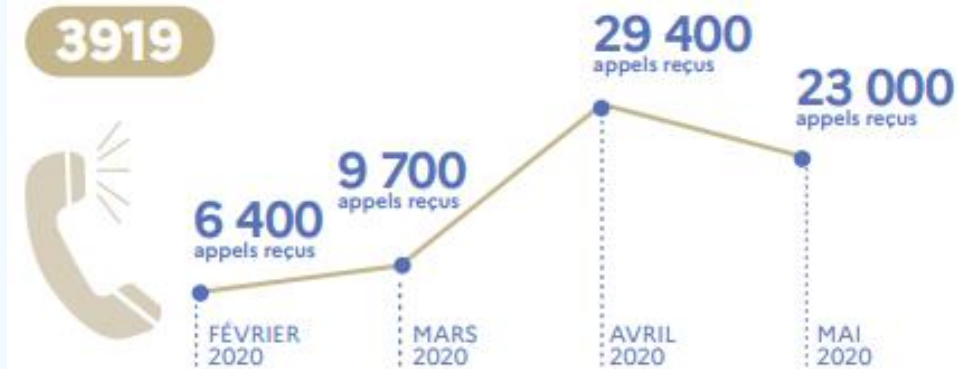 3919
6 400
appels reçus
9 700
appels reçus
29 400
appels reçus
23 000
appels reçus
FÉVRIER
2020
MARS
2020
AVRIL
2020
MAI
2020